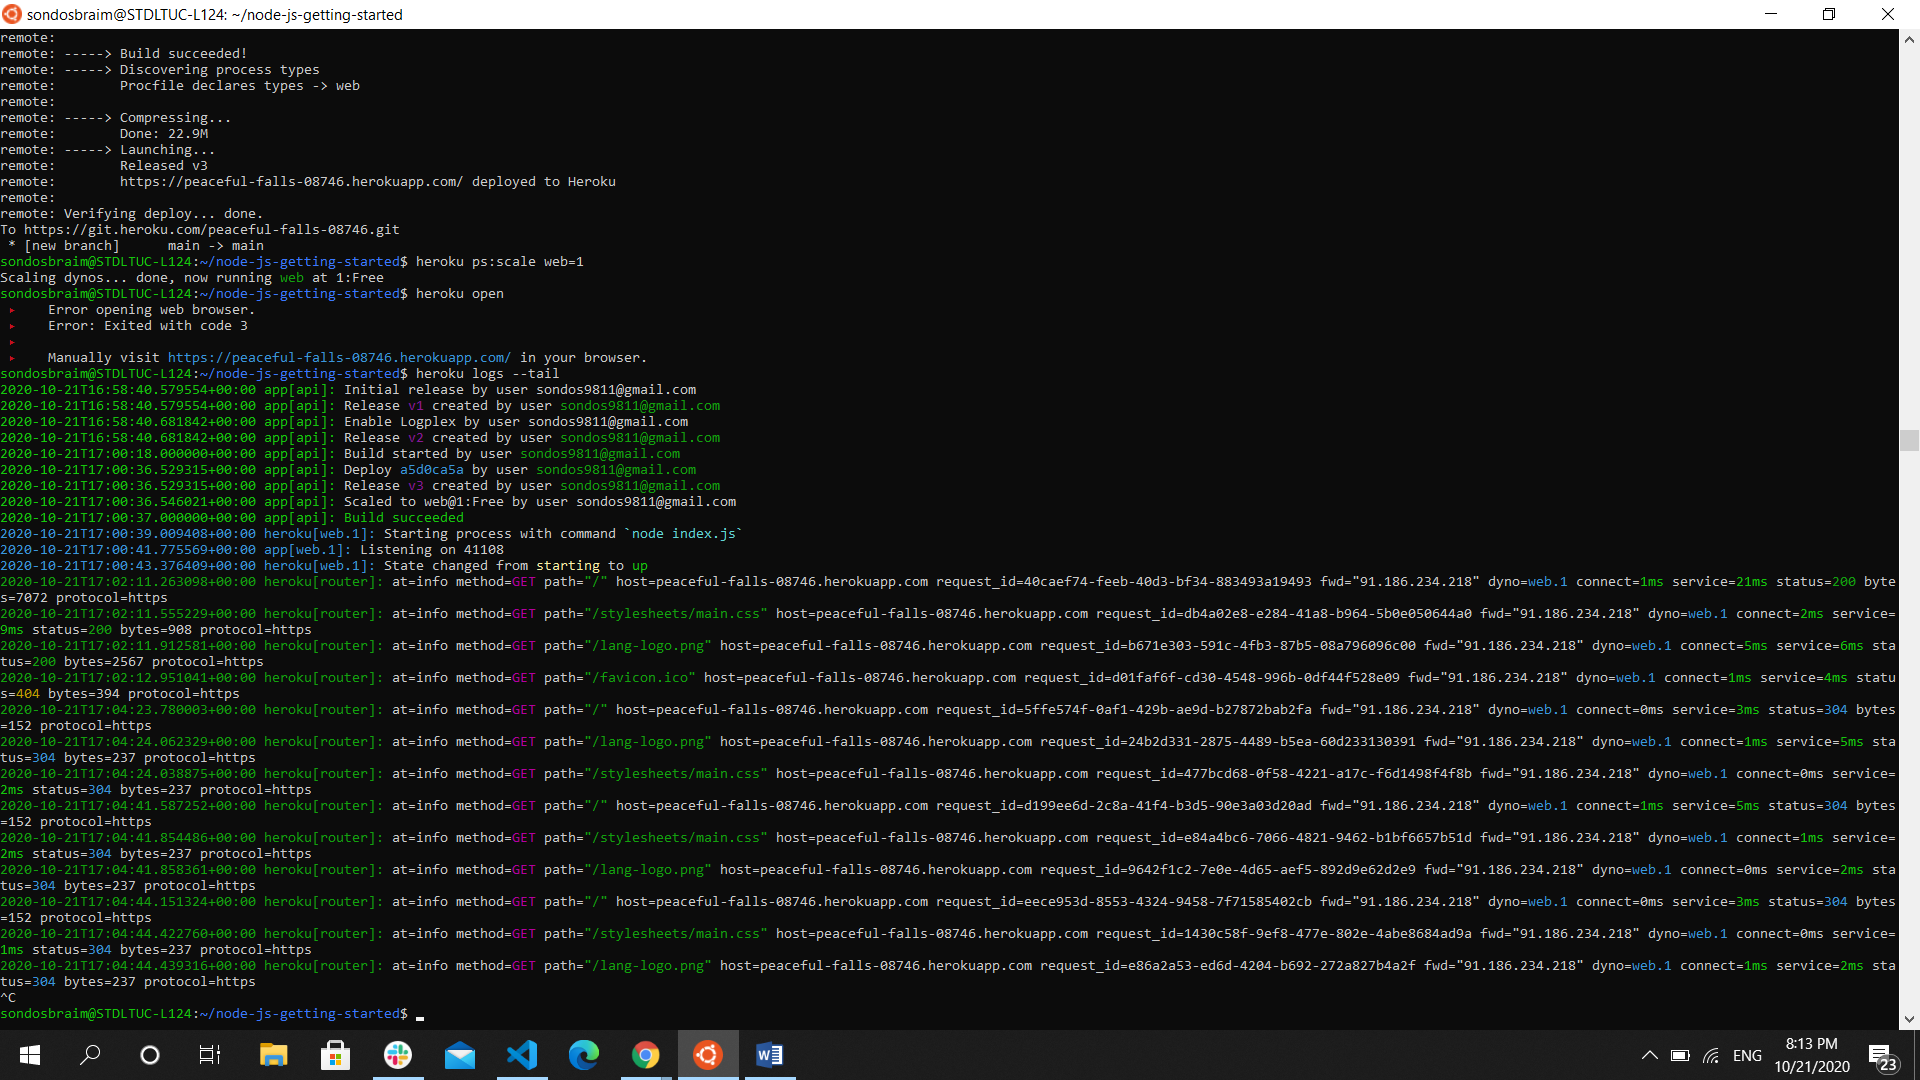 sondosbraim@STDLTUC-L124: ~/node-js-getting-started
remote:
remote: -----> Build succeeded!
remote: -----> Discovering process types
remote:        Procfile declares types -> web
remote:
remote: -----> Compressing...
remote:        Done: 22.9M
remote: -----> Launching...
remote:        Released v3
remote:        https://peaceful-falls-08746.herokuapp.com/ deployed to Heroku
remote:
remote: Verifying deploy... done.
To https://git.heroku.com/peaceful-falls-08746.git
 * [new branch]      main -> main
sondosbraim@STDLTUC-L124:~/node-js-getting-started$ heroku ps:scale web=1
Scaling dynos... done, now running web at 1:Free
sondosbraim@STDLTUC-L124:~/node-js-getting-started$ heroku open
 ▸    Error opening web browser.
 ▸    Error: Exited with code 3
 ▸
 ▸    Manually visit https://peaceful-falls-08746.herokuapp.com/ in your browser.
sondosbraim@STDLTUC-L124:~/node-js-getting-started$ heroku logs --tail
2020-10-21T16:58:40.579554+00:00 app[api]: Initial release by user sondos9811@gmail.com
2020-10-21T16:58:40.579554+00:00 app[api]: Release v1 created by user sondos9811@gmail.com
2020-10-21T16:58:40.681842+00:00 app[api]: Enable Logplex by user sondos9811@gmail.com
2020-10-21T16:58:40.681842+00:00 app[api]: Release v2 created by user sondos9811@gmail.com
2020-10-21T17:00:18.000000+00:00 app[api]: Build started by user sondos9811@gmail.com
2020-10-21T17:00:36.529315+00:00 app[api]: Deploy a5d0ca5a by user sondos9811@gmail.com
2020-10-21T17:00:36.529315+00:00 app[api]: Release v3 created by user sondos9811@gmail.com
2020-10-21T17:00:36.546021+00:00 app[api]: Scaled to web@1:Free by user sondos9811@gmail.com
2020-10-21T17:00:37.000000+00:00 app[api]: Build succeeded
2020-10-21T17:00:39.009408+00:00 heroku[web.1]: Starting process with command `node index.js`
2020-10-21T17:00:41.775569+00:00 app[web.1]: Listening on 41108
2020-10-21T17:00:43.376409+00:00 heroku[web.1]: State changed from starting to up
2020-10-21T17:02:11.263098+00:00 heroku[router]: at=info method=GET path="/" host=peaceful-falls-08746.herokuapp.com request_id=40caef74-feeb-40d3-bf34-883493a19493 fwd="91.186.234.218" dyno=web.1 connect=1ms service=21ms status=200 byte
s=7072 protocol=https
2020-10-21T17:02:11.555229+00:00 heroku[router]: at=info method=GET path="/stylesheets/main.css" host=peaceful-falls-08746.herokuapp.com request_id=db4a02e8-e284-41a8-b964-5b0e050644a0 fwd="91.186.234.218" dyno=web.1 connect=2ms service=
9ms status=200 bytes=908 protocol=https
2020-10-21T17:02:11.912581+00:00 heroku[router]: at=info method=GET path="/lang-logo.png" host=peaceful-falls-08746.herokuapp.com request_id=b671e303-591c-4fb3-87b5-08a796096c00 fwd="91.186.234.218" dyno=web.1 connect=5ms service=6ms sta
tus=200 bytes=2567 protocol=https
2020-10-21T17:02:12.951041+00:00 heroku[router]: at=info method=GET path="/favicon.ico" host=peaceful-falls-08746.herokuapp.com request_id=d01faf6f-cd30-4548-996b-0df44f528e09 fwd="91.186.234.218" dyno=web.1 connect=1ms service=4ms statu
s=404 bytes=394 protocol=https
2020-10-21T17:04:23.780003+00:00 heroku[router]: at=info method=GET path="/" host=peaceful-falls-08746.herokuapp.com request_id=5ffe574f-0af1-429b-ae9d-b27872bab2fa fwd="91.186.234.218" dyno=web.1 connect=0ms service=3ms status=304 bytes
=152 protocol=https
2020-10-21T17:04:24.062329+00:00 heroku[router]: at=info method=GET path="/lang-logo.png" host=peaceful-falls-08746.herokuapp.com request_id=24b2d331-2875-4489-b5ea-60d233130391 fwd="91.186.234.218" dyno=web.1 connect=1ms service=5ms sta
tus=304 bytes=237 protocol=https
2020-10-21T17:04:24.038875+00:00 heroku[router]: at=info method=GET path="/stylesheets/main.css" host=peaceful-falls-08746.herokuapp.com request_id=477bcd68-0f58-4221-a17c-f6d1498f4f8b fwd="91.186.234.218" dyno=web.1 connect=0ms service=
2ms status=304 bytes=237 protocol=https
2020-10-21T17:04:41.587252+00:00 heroku[router]: at=info method=GET path="/" host=peaceful-falls-08746.herokuapp.com request_id=d199ee6d-2c8a-41f4-b3d5-90e3a03d20ad fwd="91.186.234.218" dyno=web.1 connect=1ms service=5ms status=304 bytes
=152 protocol=https
2020-10-21T17:04:41.854486+00:00 heroku[router]: at=info method=GET path="/stylesheets/main.css" host=peaceful-falls-08746.herokuapp.com request_id=e84a4bc6-7066-4821-9462-b1bf6657b51d fwd="91.186.234.218" dyno=web.1 connect=1ms service=
2ms status=304 bytes=237 protocol=https
2020-10-21T17:04:41.858361+00:00 heroku[router]: at=info method=GET path="/lang-logo.png" host=peaceful-falls-08746.herokuapp.com request_id=9642f1c2-7e0e-4d65-aef5-892d9e62d2e9 fwd="91.186.234.218" dyno=web.1 connect=0ms service=2ms sta
tus=304 bytes=237 protocol=https
2020-10-21T17:04:44.151324+00:00 heroku[router]: at=info method=GET path="/" host=peaceful-falls-08746.herokuapp.com request_id=eece953d-8553-4324-9458-7f71585402cb fwd="91.186.234.218" dyno=web.1 connect=0ms service=3ms status=304 bytes
=152 protocol=https
2020-10-21T17:04:44.422760+00:00 heroku[router]: at=info method=GET path="/stylesheets/main.css" host=peaceful-falls-08746.herokuapp.com request_id=1430c58f-9ef8-477e-802e-4abe8684ad9a fwd="91.186.234.218" dyno=web.1 connect=0ms service=
1ms status=304 bytes=237 protocol=https
2020-10-21T17:04:44.439316+00:00 heroku[router]: at=info method=GET path="/lang-logo.png" host=peaceful-falls-08746.herokuapp.com request_id=e86a2a53-ed6d-4204-b692-272a827b4a2f fwd="91.186.234.218" dyno=web.1 connect=1ms service=2ms sta
tus=304 bytes=237 protocol=https
^C
sondosbraim@STDLTUC-L124:~/node-js-getting-started$
ENG
8:13 PM
10/21/2020
23